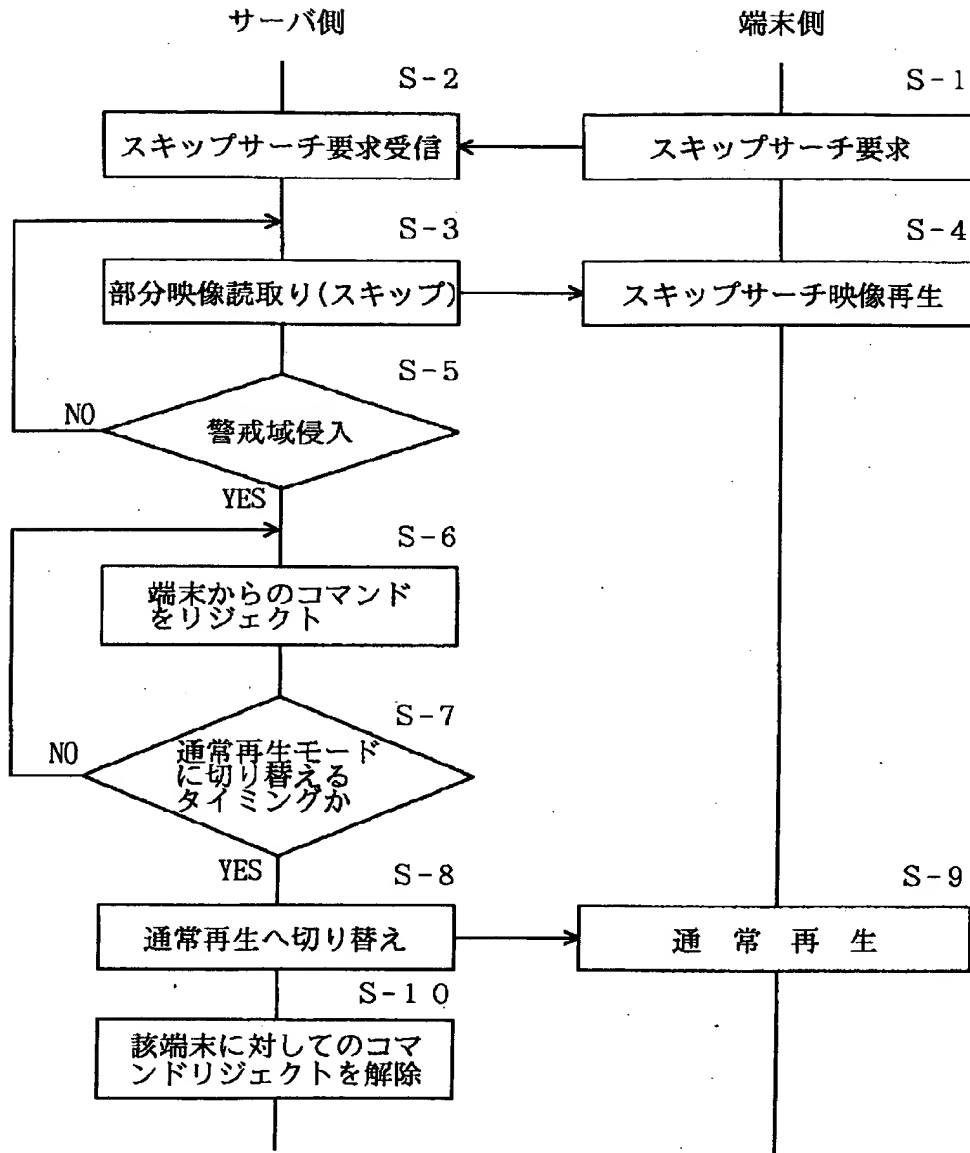 サーバ側
端末側
S-2
S-1
スキップサーチ要求受信
スキップサーチ要求
S-3
S-4
部分映像読取り(スキップ)
スキップサーチ映像再生
S-5
NO
警戒域侵入
YES
S-6
端末からのコマンド
をリジェクト
S-7
NO
通常再生モード
に切り替える
タイミングか
YES
S-8
S-9
通常再生へ切り替え
通 常 再 生
S-10
該端末に対してのコマ
ンドリジェクトを解除